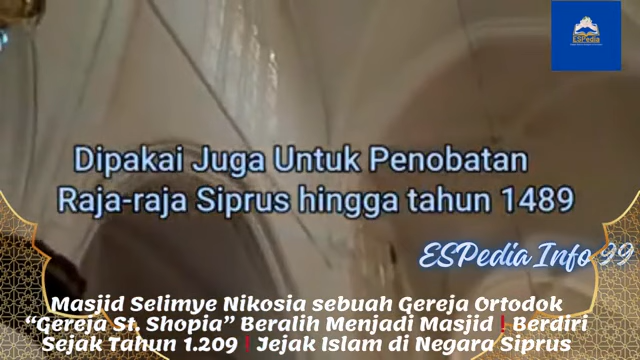 ESPedia
Dipakai Juga Untuk Penobatan
Raja-raja Siprus hingga tahun 1489
ESPedia Info 99
Masjid Selimye Nikosia sebuah Gereja Ortodok
“Gereja St. Shopia” Beralih Menjadi Masjid ! Berdiri
Sejak Tahun 1.209 ! Jejak Islam di Negara Siprus